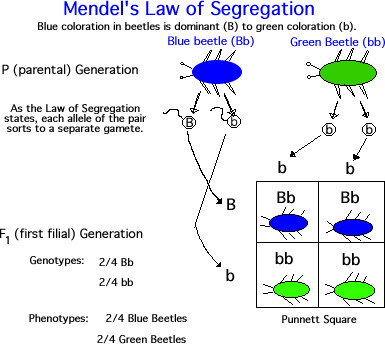 Mendel's Law of Segregation
Blue coloration in beetles is dominant (B) to green coloration (b).
Blue beetle (Bb)
Green Beetle (bb)
P (parental) Generation
As the Law of Segregation
states, each allele of the pair
sorts to a separate gamete.
B
b
b
b
b
b
B
Bb
Bb
F1 (first filial) Generation
b
bb
bb
Genotypes:
2/4 Bb
2/4 bb
Phenotypes:
2/4 Blue Beetles
2/4 Green Beetles
Punnett Square